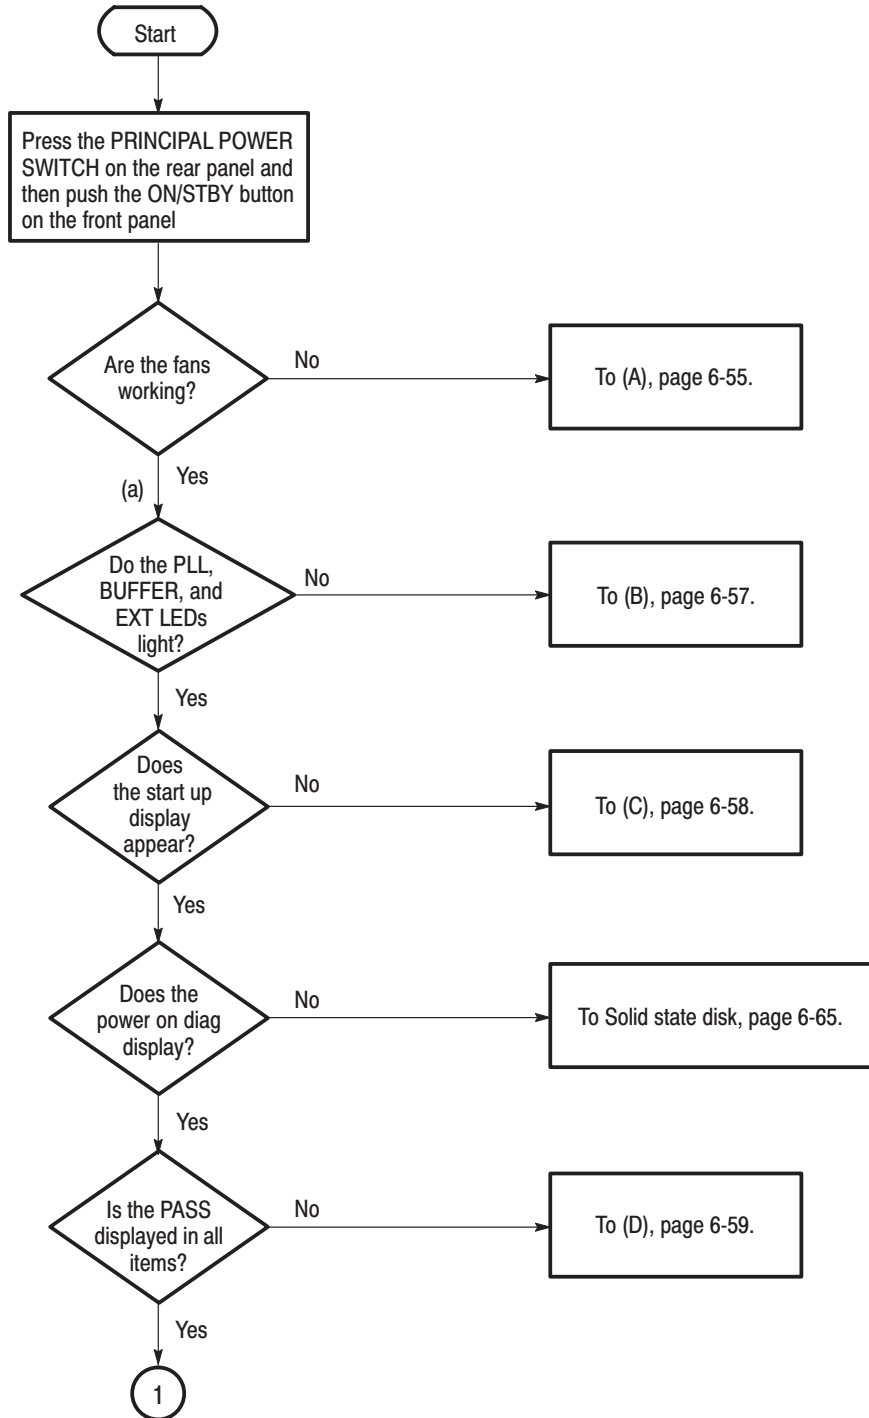 Start
Press the PRINCIPAL POWER
SWITCH on the rear panel and
then push the ON/STBY button
on the front panel
Are the fans
working?
No
To (A), page 6-55.
Yes
(a)
Do the PLL,
BUFFER, and
EXT LEDs
light?
No
To (B), page 6-57.
Yes
Does
the start up
display
appear?
No
To (C), page 6-58.
Yes
Does the
power on diag
display?
No
To Solid state disk, page 6-65.
Yes
Is the PASS
displayed in all
items?
No
To (D), page 6-59.
Yes
1